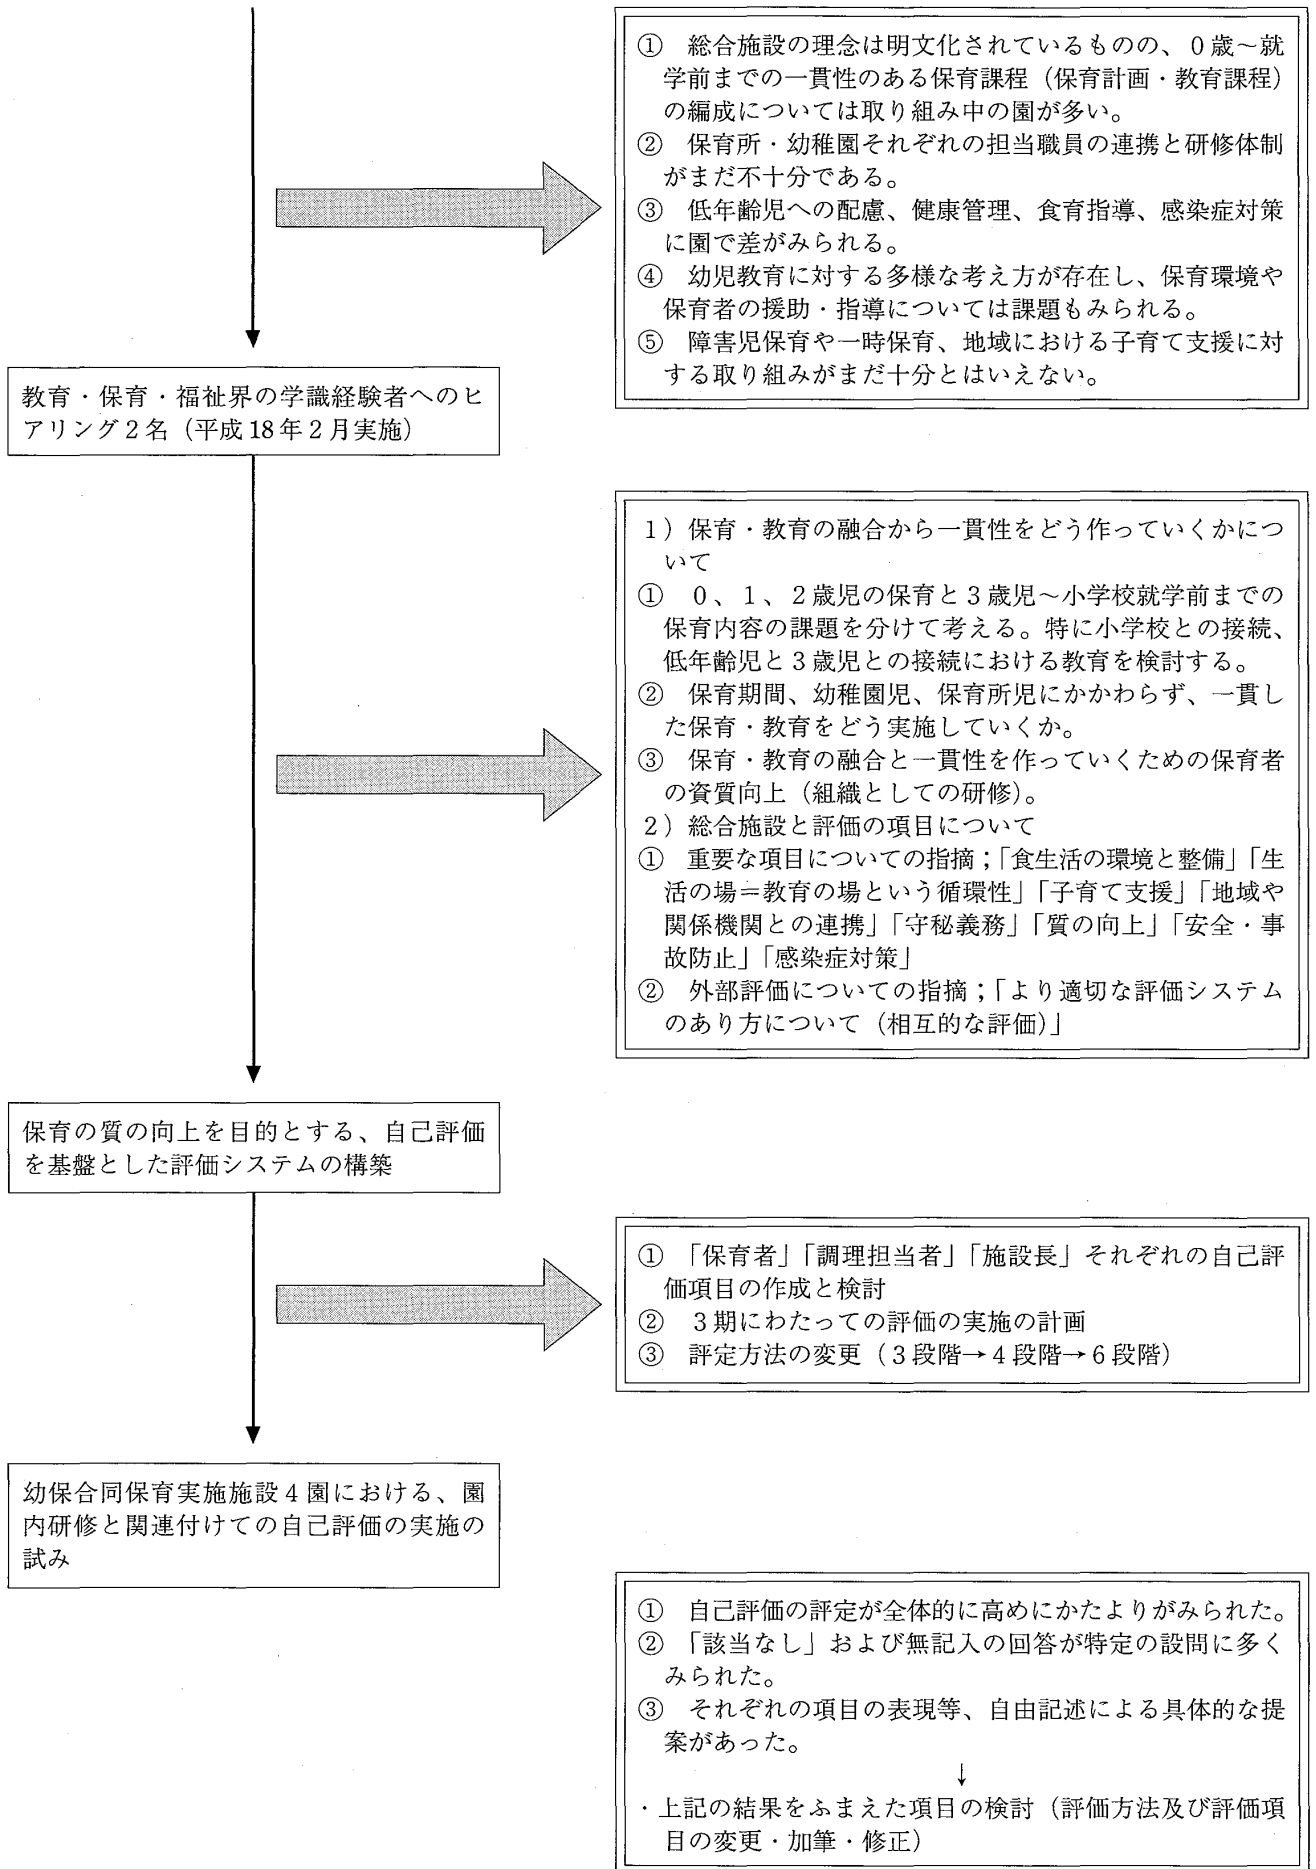 ① 総合施設の理念は明文化されているものの、０歳～就
学前までの一貫性のある保育課程（保育計画・教育課程）
の編成については取り組み中の園が多い。
② 保育所・幼稚園それぞれの担当職員の連携と研修体制
がまだ不十分である。
③ 低年齢児への配慮、健康管理、食育指導、感染症対策
に園で差がみられる。
④ 幼児教育に対する多様な考え方が存在し、保育環境や
保育者の援助・指導については課題もみられる。
⑤ 障害児保育や一時保育、地域における子育て支援に対
する取り組みがまだ十分とはいえない。
教育・保育・福祉界の学識経験者へのヒ
アリング２名（平成18年２月実施）
１）保育・教育の融合から一貫性をどう作っていくかにつ
いて
① ０、１、２歳児の保育と３歳児～小学校就学前までの
保育内容の課題を分けて考える。特に小学校との接続、
低年齢児と３歳児との接続における教育を検討する。
② 保育期間、幼稚園児、保育所児にかかわらず、一貫し
た保育・教育をどう実施していくか。
③ 保育・教育の融合と一貫性を作っていくための保育者
の資質向上（組織としての研修）。
２）総合施設と評価の項目について
① 重要な項目についての指摘；「食生活の環境と整備」「生
活の場＝教育の場という循環性」「子育て支援」「地域や
関係機関との連携」「守秘義務」「質の向上」「安全・事
故防止」「感染症対策」
② 外部評価についての指摘；「より適切な評価システム
のあり方について（相互的な評価）」
保育の質の向上を目的とする、自己評価
を基盤とした評価システムの構築
① 「保育者」「調理担当者」「施設長」それぞれの自己評
価項目の作成と検討
② ３期にわたっての評価の実施の計画
③ 評定方法の変更（３段階→４段階→６段階）
幼保合同保育実施施設４園における、園
内研修と関連付けての自己評価の実施の
試み
① 自己評価の評定が全体的に高めにかたよりがみられた。
② 「該当なし」および無記入の回答が特定の設問に多く
みられた。
③ それぞれの項目の表現等、自由記述による具体的な提
案があった。
↓
・上記の結果をふまえた項目の検討（評価方法及び評価項
目の変更・加筆・修正）